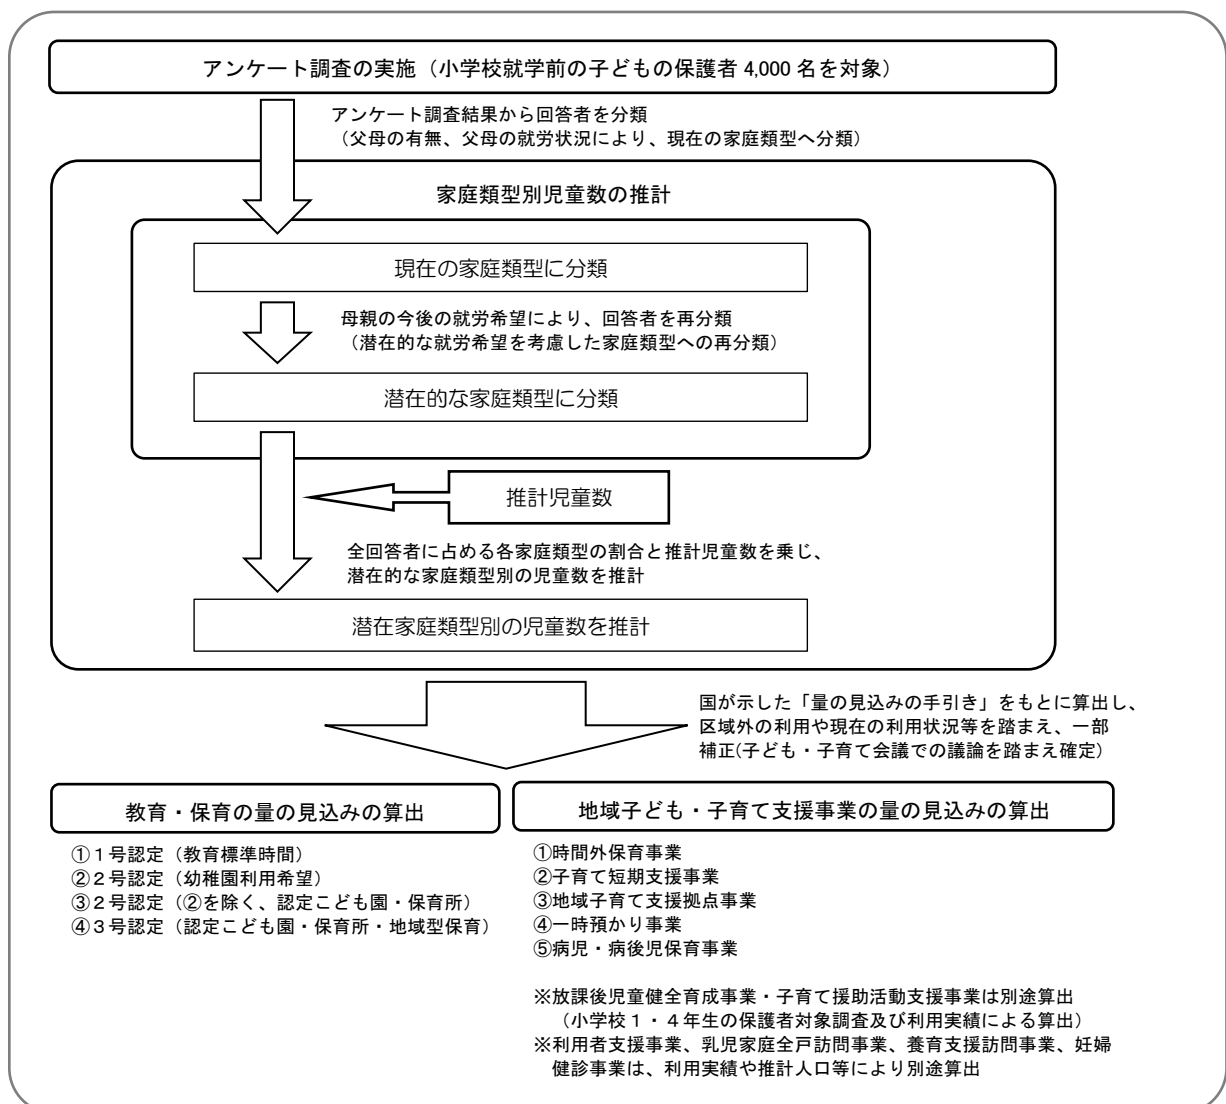 アンケート調査の実施（小学校就学前の子どもの保護者 4,000 名を対象）
アンケート調査結果から回答者を分類
（父母の有無、父母の就労状況により、現在の家庭類型へ分類）
家庭類型別児童数の推計
現在の家庭類型に分類
母親の今後の就労希望により、回答者を再分類
（潜在的な就労希望を考慮した家庭類型への再分類）
潜在的な家庭類型に分類
推計児童数
全回答者に占める各家庭類型の割合と推計児童数を乗じ、
潜在的な家庭類型別の児童数を推計
潜在家庭類型別の児童数を推計
国が示した「量の見込みの手引き」をもとに算出し、
区域外の利用や現在の利用状況等を踏まえ、一部
補正(子ども・子育て会議での議論を踏まえ確定)
教育・保育の量の見込みの算出
①１号認定（教育標準時間）
②２号認定（幼稚園利用希望）
③２号認定（②を除く、認定こども園・保育所）
④３号認定（認定こども園・保育所・地域型保育）
地域子ども・子育て支援事業の量の見込みの算出
①時間外保育事業
②子育て短期支援事業
③地域子育て支援拠点事業
④一時預かり事業
⑤病児・病後児保育事業
※放課後児童健全育成事業・子育て援助活動支援事業は別途算出
（小学校１・４年生の保護者対象調査及び利用実績による算出）
※利用者支援事業、乳児家庭全戸訪問事業、養育支援訪問事業、妊婦
健診事業は、利用実績や推計人口等により別途算出